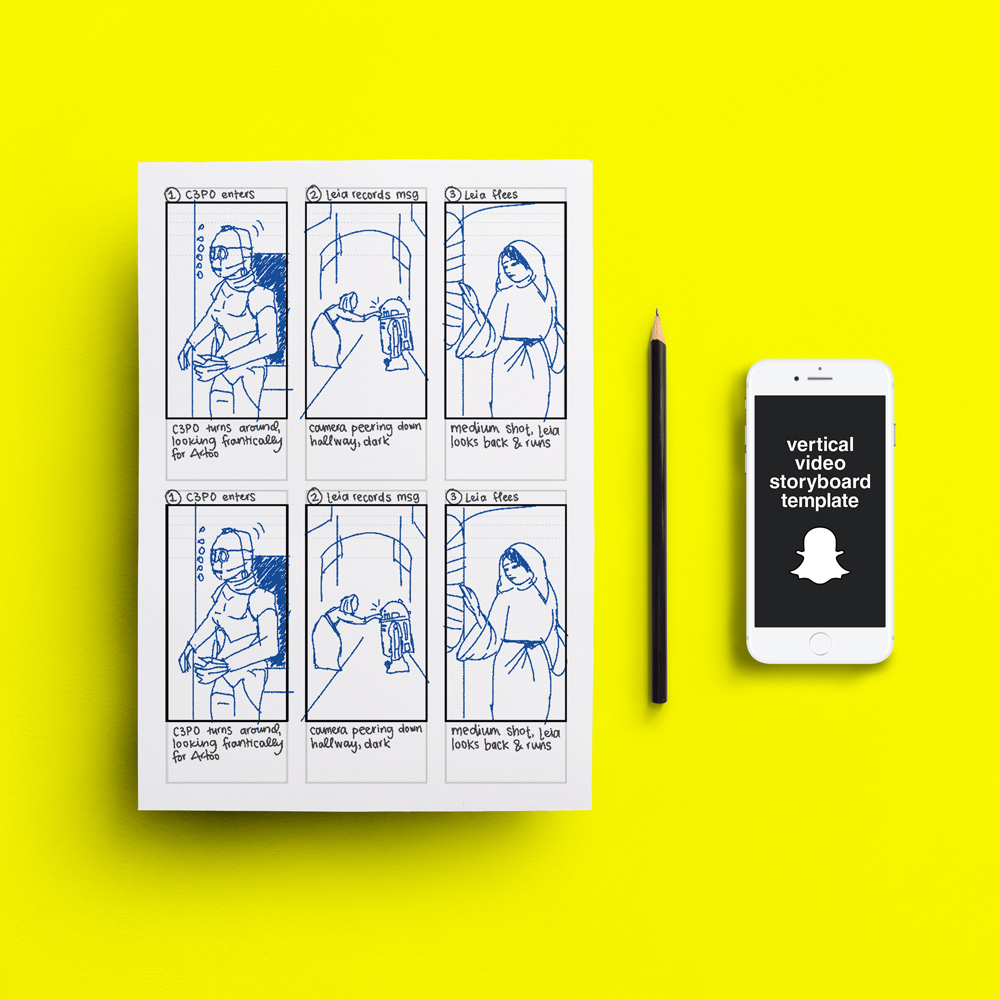 1 C3PO enters
2 Leia records msg
3 Leia flees
C3PO turns around,
looking frantically
for Artoo
camera peering down
hallway, dark
medium shot, Leia
looks back & runs
1 C3PO enters
2 Leia records msg
3 Leia flees
C3PO turns around,
looking frantically
for Artoo
camera peering down
hallway, dark
medium shot, Leia
looks back & runs
vertical
video
storyboard
template